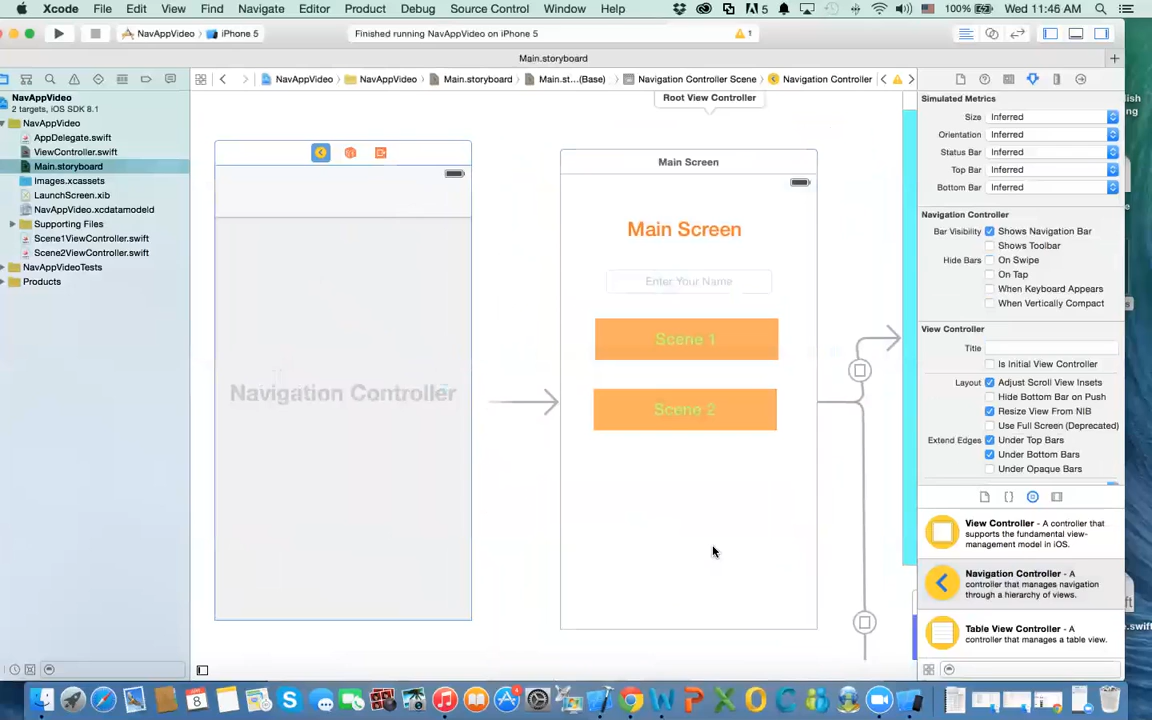 Xcode File Edit View Find Navigate Editor Product Debug Source Control Window Help 5 100% Wed 11:46 AM
NavAppVideo iPhone 5 Finished running NavAppVideo on iPhone 5 1
Main.storyboard
NavAppVideo NavAppVideo Main.storyboard Main.st...(Base) Navigation Controller Scene Navigation Controller
NavAppVideo
2 targets, iOS SDK 8.1
NavAppVideo
AppDelegate.swift
ViewController.swift
Main.storyboard
Images.xcassets
LaunchScreen.xib
NavAppVideo.xcdatamodeld
Supporting Files
Scene1ViewController.swift
Scene2ViewController.swift
NavAppVideoTests
Products
Navigation Controller
Root View Controller
Main Screen
Main Screen
Enter Your Name
Scene 1
Scene 2
Simulated Metrics
Size Inferred
Orientation Inferred
Status Bar Inferred
Top Bar Inferred
Bottom Bar Inferred
Navigation Controller
Bar Visibility Shows Navigation Bar
Shows Toolbar
Hide Bars On Swipe
On Tap
When Keyboard Appears
When Vertically Compact
View Controller
Title
Is Initial View Controller
Layout Adjust Scroll View Insets
Hide Bottom Bar on Push
Resize View From NIB
Use Full Screen (Deprecated)
Extend Edges Under Top Bars
Under Bottom Bars
Under Opaque Bars
View Controller - A controller that
supports the fundamental view-
management model in iOS.
Navigation Controller - A
controller that manages navigation
through a hierarchy of views.
Table View Controller - A
controller that manages a table view.